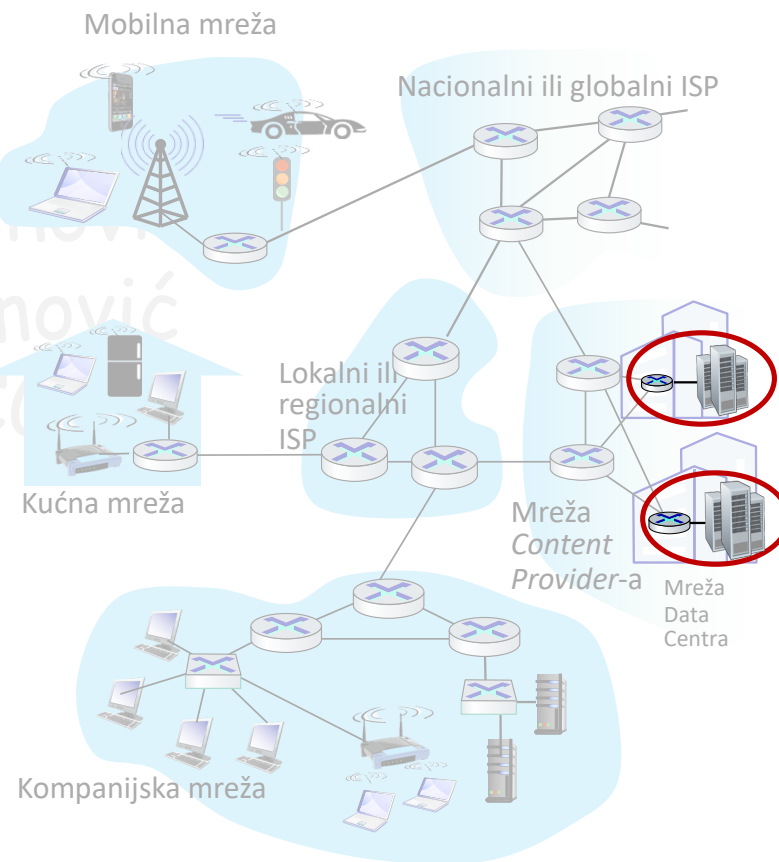 Mobilna mreža
Nacionalni ili globalni ISP
nović
Lokalni ili
regionalni
ISP
Kućna mreža
Mreža
Content
Provider-a
Mreža
Data
Centra
Kompanijska mreža